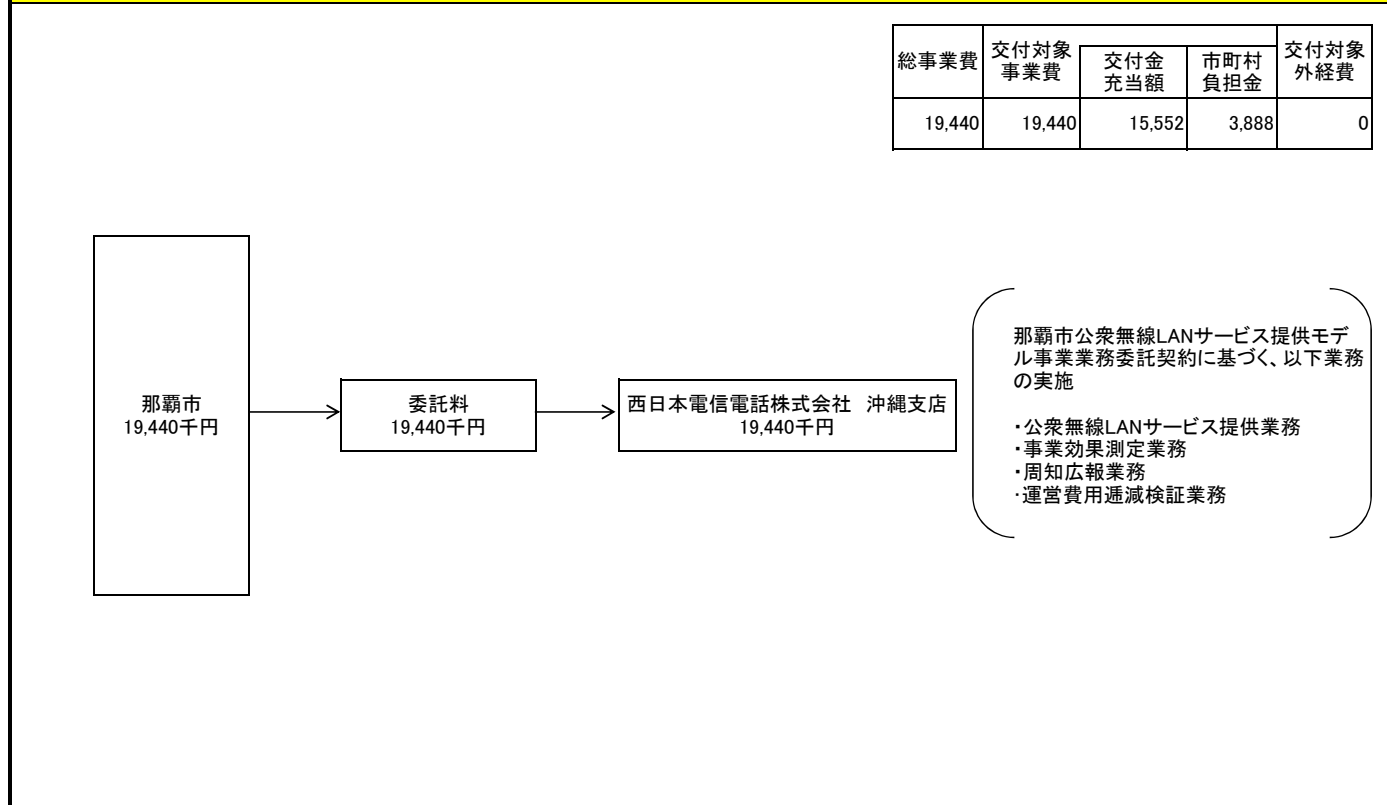 総事業費
交付対象
事業費
交付金
充当額
市町村
負担金
交付対象
外経費
19,440
19,440
15,552
3,888
0
那覇市
19,440千円
委託料
19,440千円
西日本電信電話株式会社　沖縄支店
19,440千円
那覇市公衆無線LANサービス提供モデ
ル事業業務委託契約に基づく、以下業務
の実施
・公衆無線LANサービス提供業務
・事業効果測定業務
・周知広報業務
・運営費用逓減検証業務